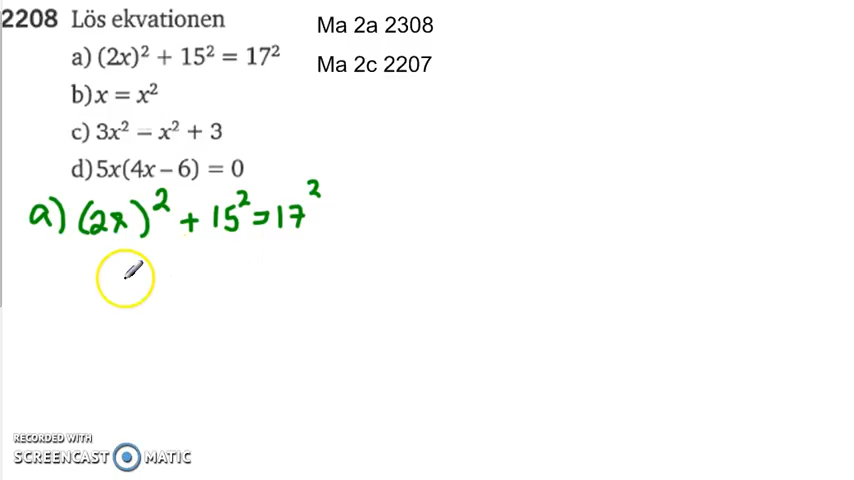 2208 Lös ekvationen
Ma 2a 2308
a) (2x)² + 15² = 17²
Ma 2c 2207
b) x = x²
c) 3x² − x² + 3
d) 5x(4x − 6) = 0
a) (2x)² + 15² = 17²
RECORDED WITH
SCREENCAST MATIC